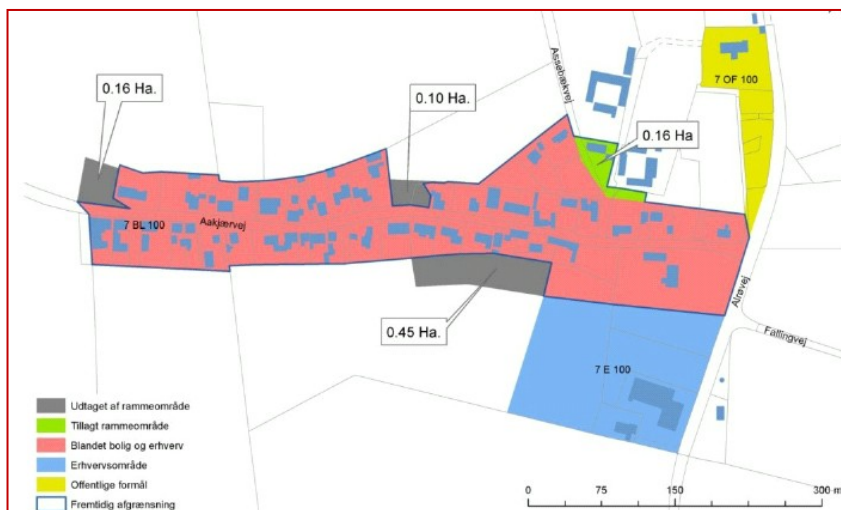 Assebækvej
0.16 Ha.
0.10 Ha.
7 OF 100
0.16 Ha
Aakjærvej
7 BL 100
Alrøvej
0.45 Ha.
Fallingvej
7 E 100
Udtaget af rammeområde
Tillagt rammeområde
Blandet bolig og erhverv
Erhvervsområde
Offentlige formål
Fremtidig afgrænsning
0 75 150 300 m